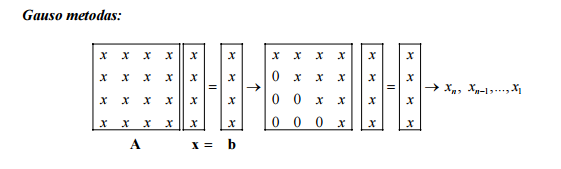 Gauso metodas:
x x x x x x x x x x x x
x x x x x = x → 0 x x x x = x → xₙ, xₙ₋₁,...,x₁
x x x x x x 0 0 x x x x
x x x x x x 0 0 0 x x x
A x = b